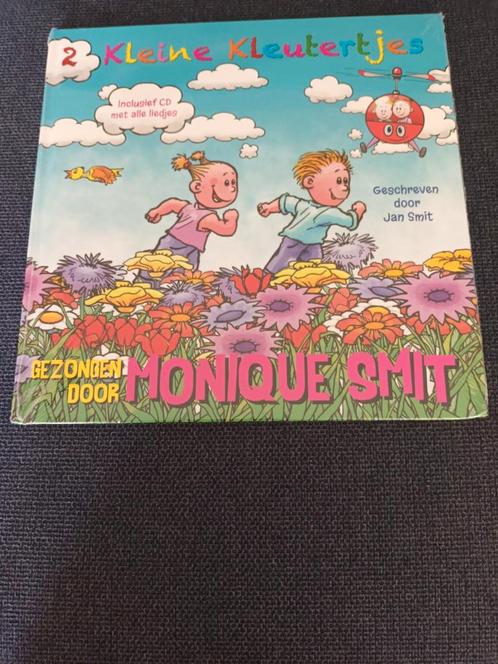 2 Kleine Kleutertjes
Inclusief CD
met alle liedjes
Geschreven
door
Jan Smit
GEZONGEN
DOOR
MONIQUE SMIT